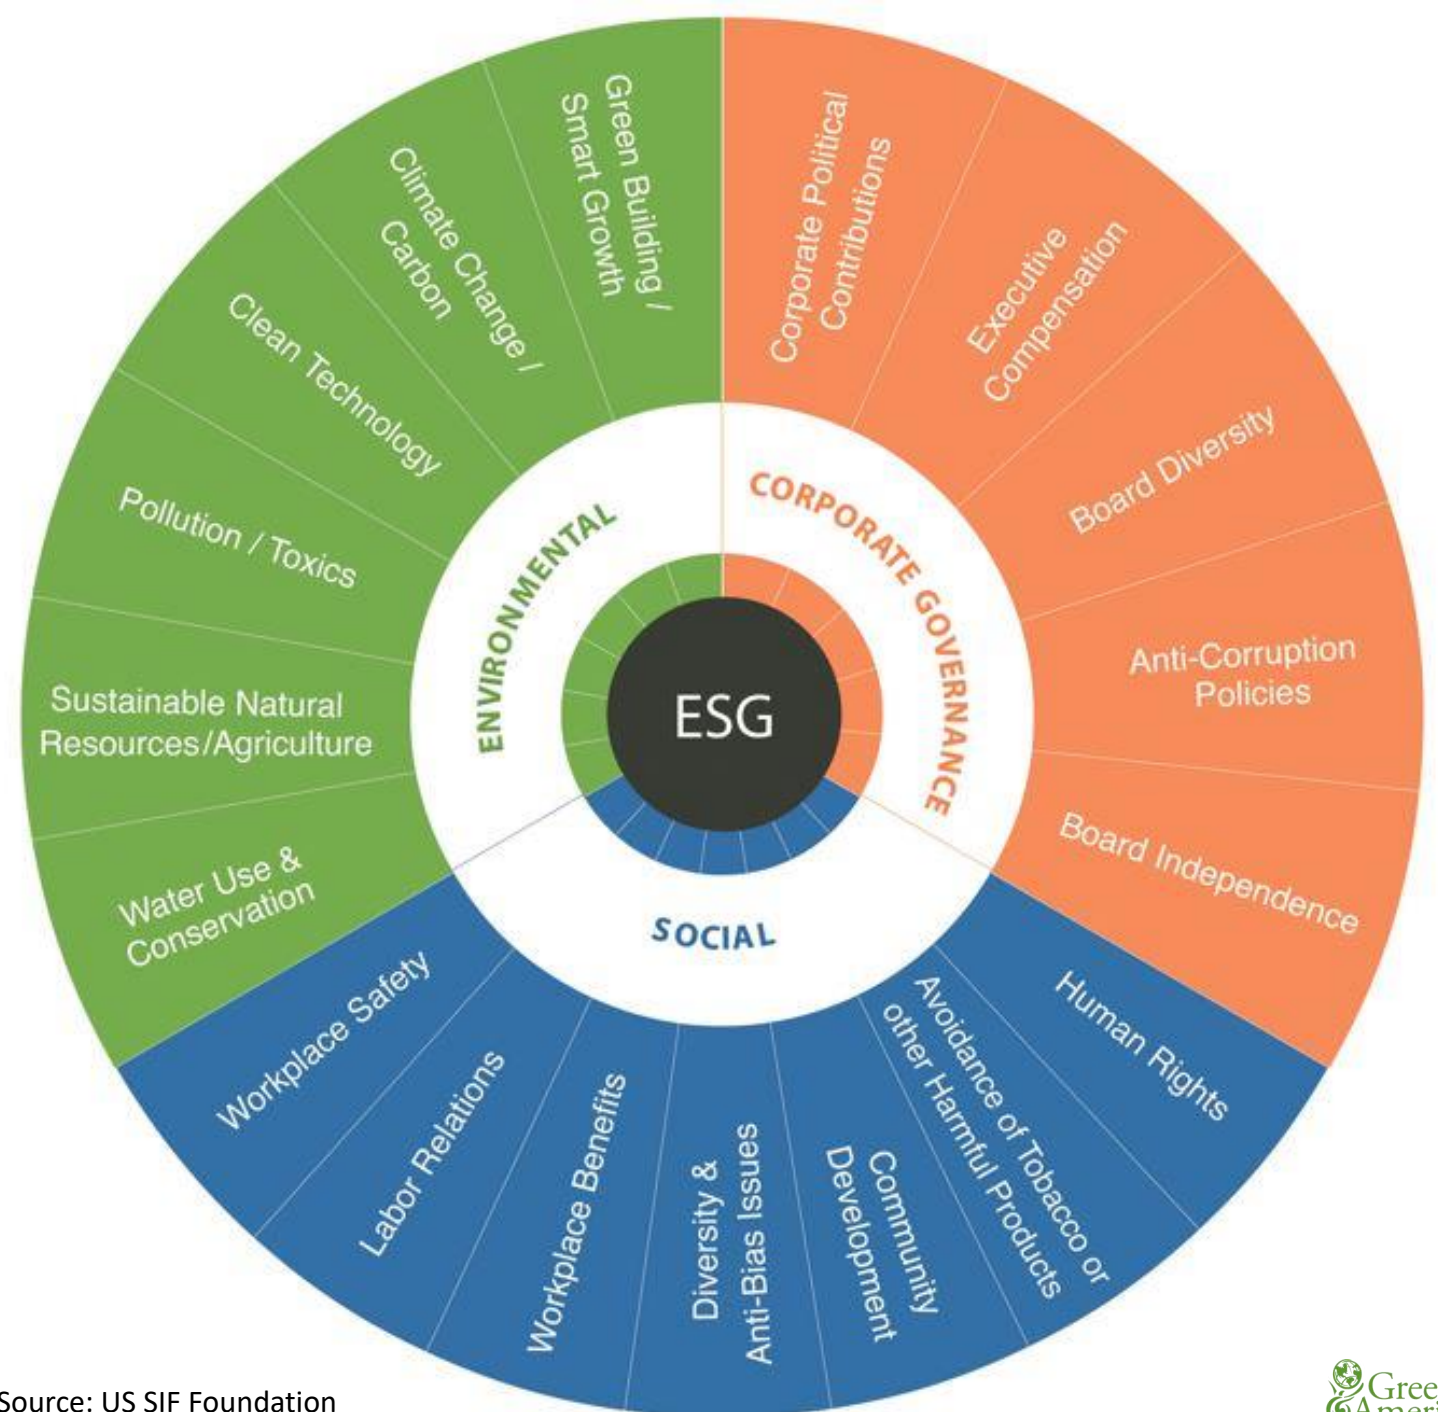 Green Building /
Smart Growth
Climate Change /
Carbon
Clean Technology
Pollution / Toxics
Sustainable Natural
Resources/Agriculture
Water Use &
Conservation
Corporate Political
Contributions
Executive
Compensation
Board Diversity
Anti-Corruption
Policies
Board Independence
ENVIRONMENTAL
CORPORATE GOVERNANCE
ESG
SOCIAL
Workplace Safety
Labor Relations
Workplace Benefits
Diversity &
Anti-Bias Issues
Community
Development
Avoidance of Tobacco or
other Harmful Products
Human Rights
Source: US SIF Foundation